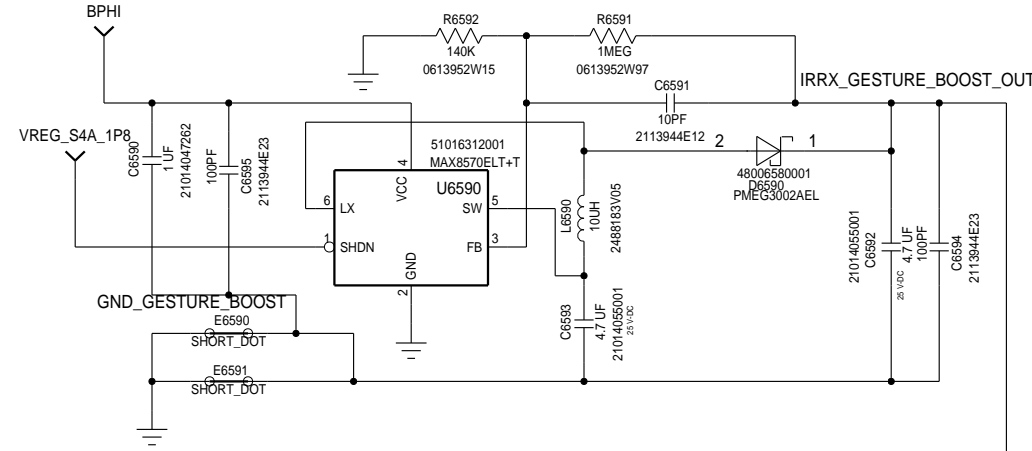 BPHI
R6592
140K
0613952W15
R6591
1MEG
0613952W97
IRRX_GESTURE_BOOST_OUT
C6591
10PF
2113944E12
VREG_S4A_1P8
C6590
1 UF
21014047262
100PF
C6595
2113944E23
51016312001
MAX8570ELT+T
U6590
4
VCC
6
LX
SW
5
1
SHDN
FB
3
GND
2
L6590
10UH
2488183V05
2
1
48006580001
D6590
PMEG3002AEL
21014055001
C6592
4.7 UF
25 V-DC
100PF
C6594
2113944E23
C6593
4.7 UF
21014055001
25 V-DC
GND_GESTURE_BOOST
E6590
SHORT_DOT
E6591
SHORT_DOT